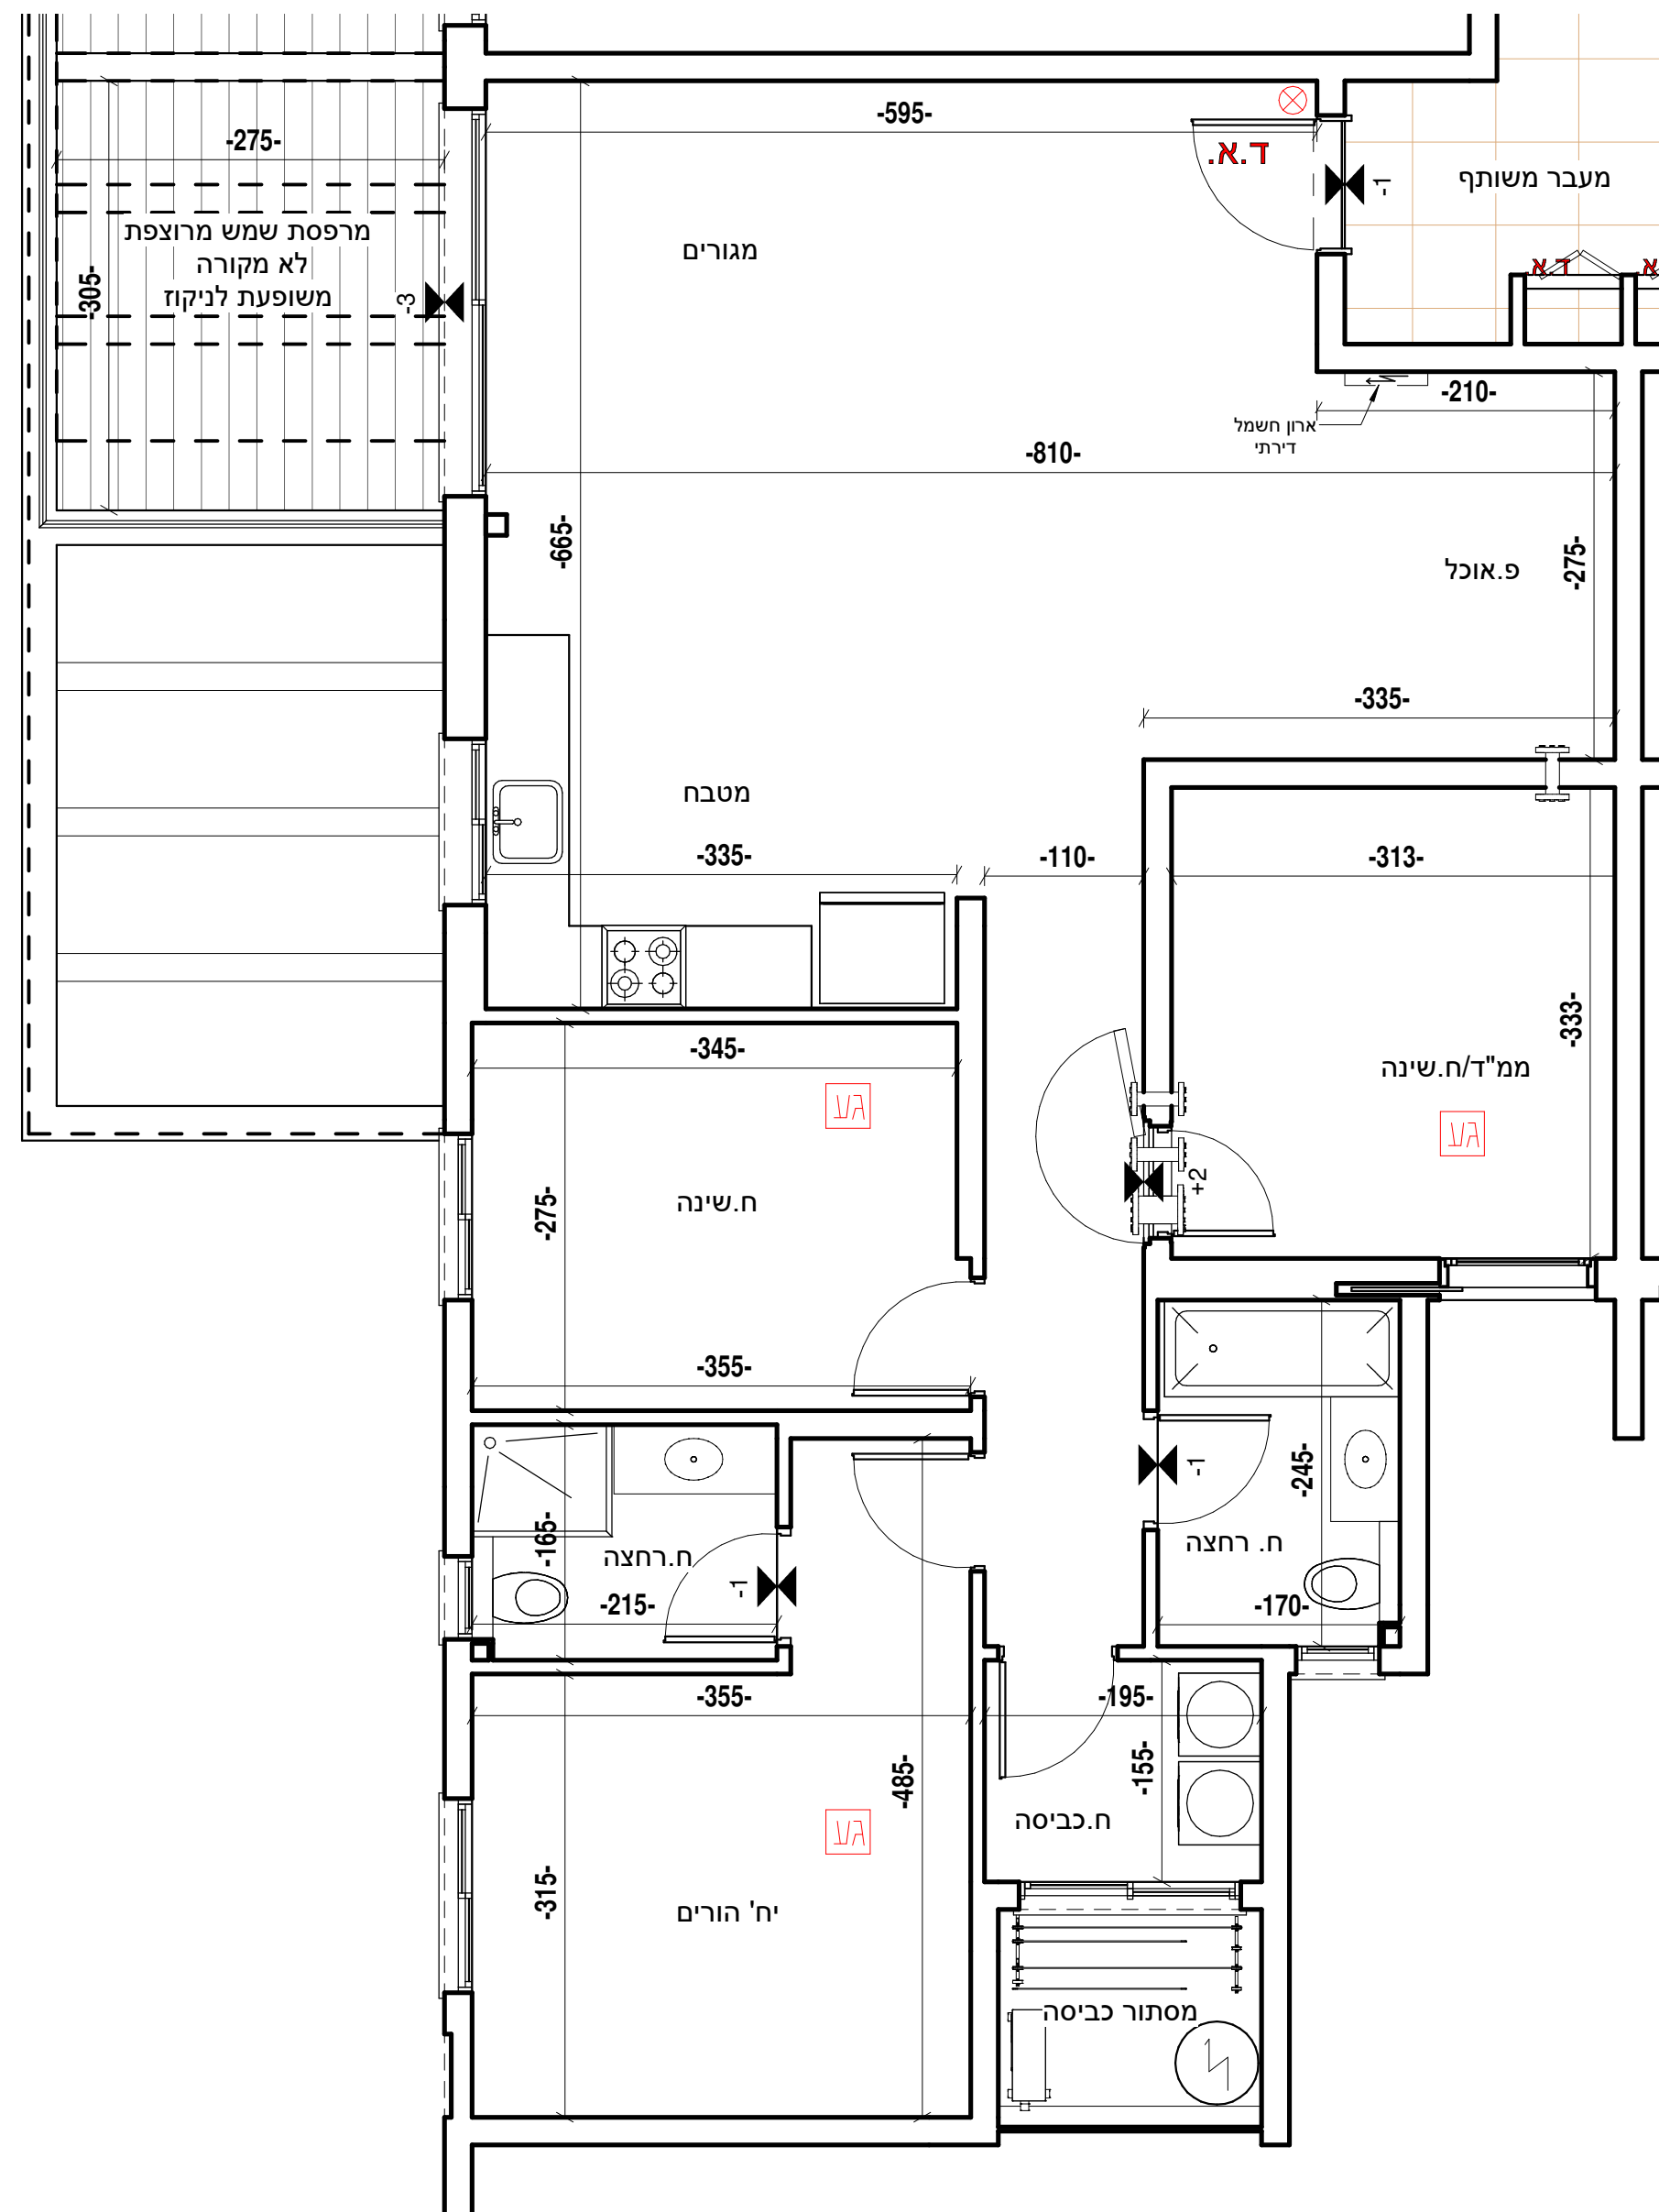 -595-
ד.א.
-275-
מעבר משותף
-1
מרפסת שמש מרוצפת
לא מקורה
משופעת לניקוז
-305-
-3
מגורים
ד.א.
-210-
ארון חשמל
דירתי
-810-
-665-
פ.אוכל
-275-
-335-
מטבח
-335-
-110-
-313-
-345-
-333-
ממ"ד/ח.שינה
+2
-275-
ח.שינה
-355-
-1
-245-
-165-
ח.רחצה
-215-
-1
ח. רחצה
-170-
-355-
-195-
-155-
-485-
ח.כביסה
-315-
יח' הורים
מסתור כביסה